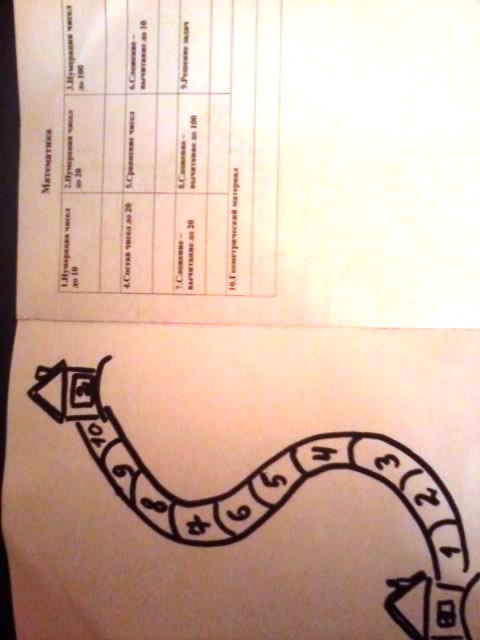 Математика
1.Нумерация чисел
до 10
2.Нумерация чисел
до 20
3.Нумерация чисел
до 100
4.Состав чисел до 20
5.Сравнение чисел
6.Сложение –
вычитание до 10
7.Сложение –
вычитание до 20
8.Сложение –
вычитание до 100
9.Решение задач
10.Геометрический материал
1
2
3
4
5
6
7
8
9
10